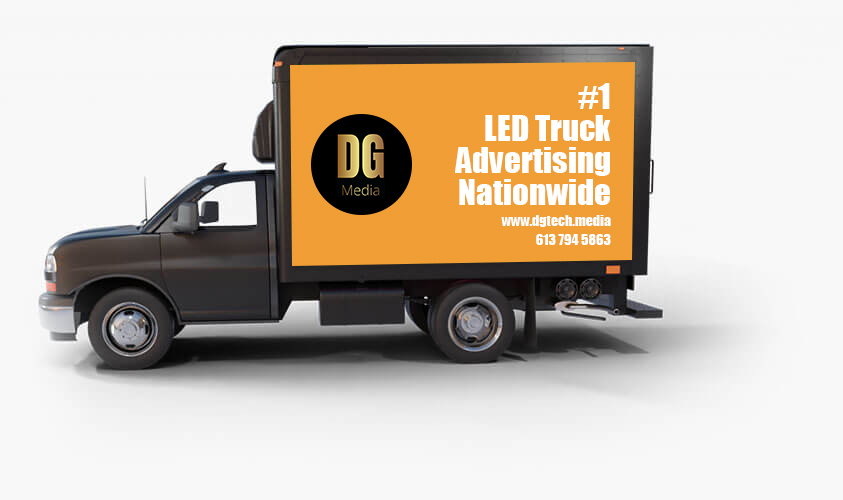 DG
Media
#1
LED Truck
Advertising
Nationwide
www.dgtech.media
613 794 5863